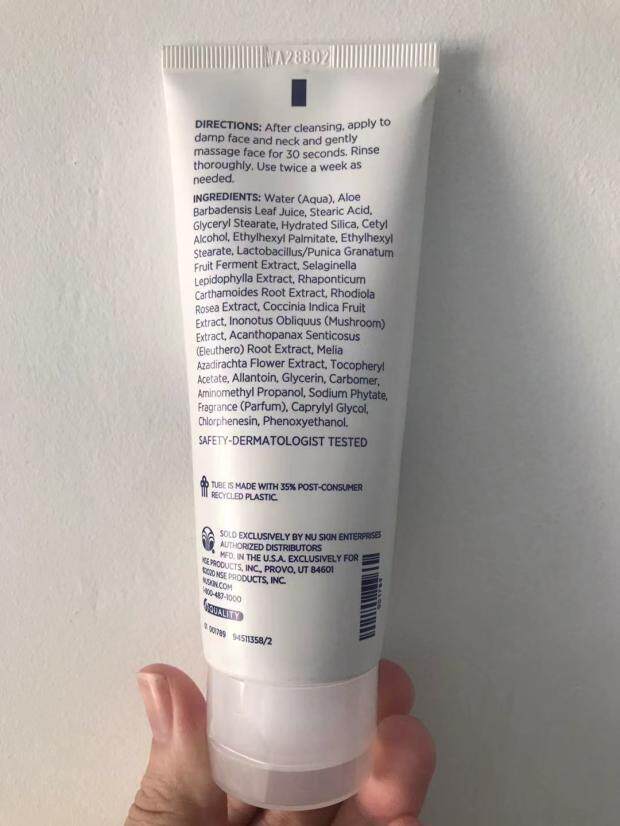 WA28802
DIRECTIONS: After cleansing, apply to
damp face and neck and gently
massage face for 30 seconds. Rinse
thoroughly. Use twice a week as
needed.
INGREDIENTS: Water (Aqua), Aloe
Barbadensis Leaf Juice, Stearic Acid,
Glyceryl Stearate, Hydrated Silica, Cetyl
Alcohol, Ethylhexyl Palmitate, Ethylhexyl
Stearate, Lactobacillus/Punica Granatum
Fruit Ferment Extract, Selaginella
Lepidophylla Extract, Rhaponticum
Carthamoides Root Extract, Rhodiola
Rosea Extract, Coccinia Indica Fruit
Extract, Inonotus Obliquus (Mushroom)
Extract, Acanthopanax Senticosus
(Eleuthero) Root Extract, Melia
Azadirachta Flower Extract, Tocopheryl
Acetate, Allantoin, Glycerin, Carbomer,
Aminomethyl Propanol, Sodium Phytate,
Fragrance (Parfum), Caprylyl Glycol,
Chlorphenesin, Phenoxyethanol.
SAFETY-DERMATOLOGIST TESTED
TUBE IS MADE WITH 35% POST-CONSUMER
RECYCLED PLASTIC.
SOLD EXCLUSIVELY BY NU SKIN ENTERPRISES
AUTHORIZED DISTRIBUTORS
MFD. IN THE U.S.A. EXCLUSIVELY FOR
NSE PRODUCTS, INC., PROVO, UT 84601
©2020 NSE PRODUCTS, INC.
NUSKIN.COM
1-800-487-1000
QUALITY
01 001789 94511358/2